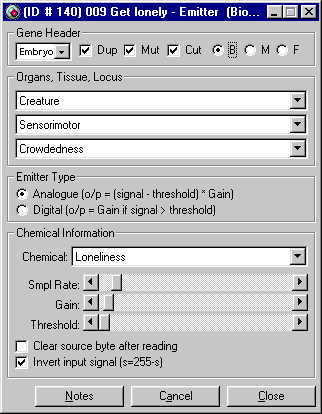 (ID # 140) 009 Get lonely - Emitter (Bio...
Gene Header
Embryo Dup Mut Cut B M F
Organs, Tissue, Locus
Creature
Sensorimotor
Crowdedness
Emitter Type
Analogue (o/p = (signal - threshold) * Gain)
Digital (o/p = Gain if signal > threshold)
Chemical Information
Chemical: Loneliness
Smpl Rate:
Gain:
Threshold:
Clear source byte after reading
Invert input signal (s=255-s)
Notes Cancel Close